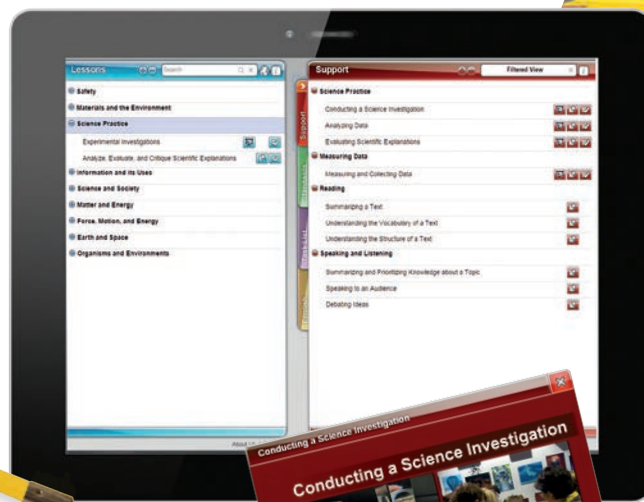 Lessons
Search
Safety
Materials and the Environment
Science Practice
Experimental Investigations
Analyze, Evaluate, and Critique Scientific Explanations
Information and its Uses
Science and Society
Matter and Energy
Force, Motion, and Energy
Earth and Space
Organisms and Environments
About Us
Support
Support
Filtered View
Science Practice
Conducting a Science Investigation
Analyzing Data
Evaluating Scientific Explanations
Measuring Data
Measuring and Collecting Data
Reading
Summarizing a Text
Understanding the Vocabulary of a Text
Understanding the Structure of a Text
Speaking and Listening
Summarizing and Prioritizing Knowledge about a Topic
Speaking to an Audience
Debating Ideas
Conducting a Science Investigation
Conducting a Science Investigation